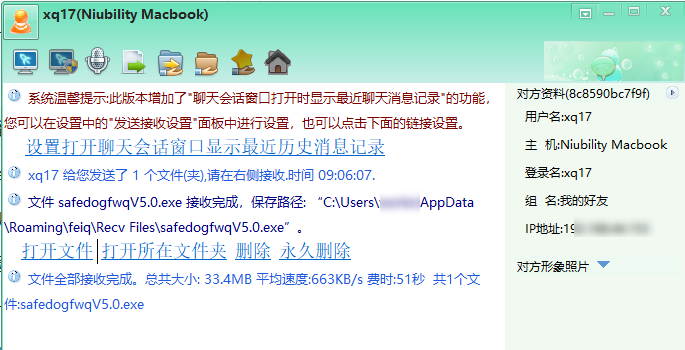 xq17(Niubility Macbook)
系统温馨提示:此版本增加了"聊天会话窗口打开时显示最近聊天消息记录"的功能,
您可以在设置中的"发送接收设置"面板中进行设置，也可以点击下面的链接设置。
设置打开聊天会话窗口显示最近历史消息记录
xq17 给您发送了 1 个文件(夹),请在右侧接收.时间 09:06:07.
文件 safedogfwqV5.0.exe 接收完成，保存路径: “C:\Users\ AppData
\Roaming\feiq\Recv Files\safedogfwqV5.0.exe” 。
打开文件 打开所在文件夹 删除 永久删除
文件全部接收完成。总共大小: 33.4MB 平均速度:663KB/s 费时:51秒 共1个文
件:safedogfwqV5.0.exe
对方资料(8c8590bc7f9f)
用户名:xq17
主 机:Niubility Macbook
登录名:xq17
组 名:我的好友
IP地址:19
对方形象照片